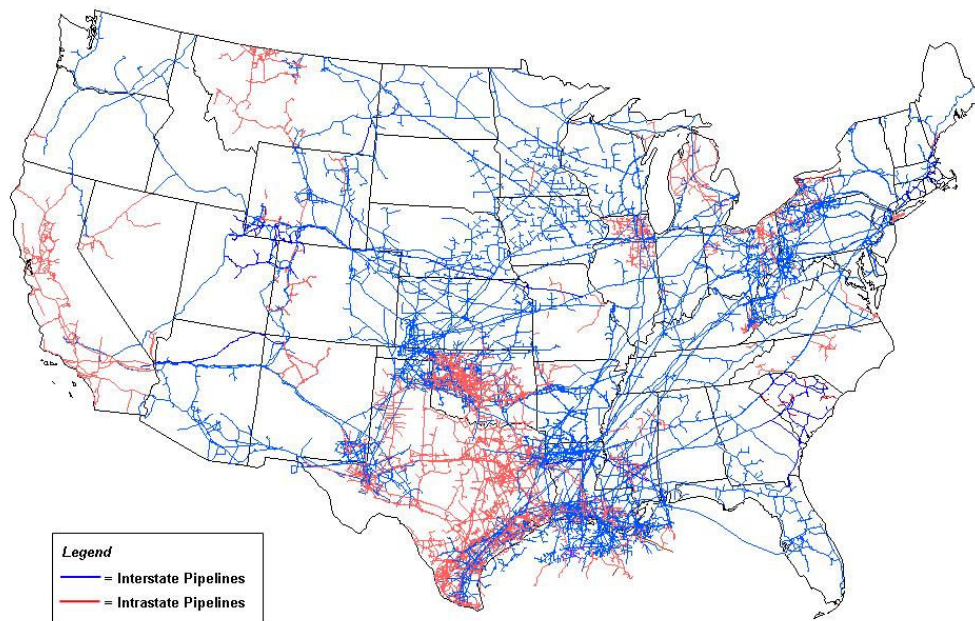 Legend
= Interstate Pipelines
= Intrastate Pipelines